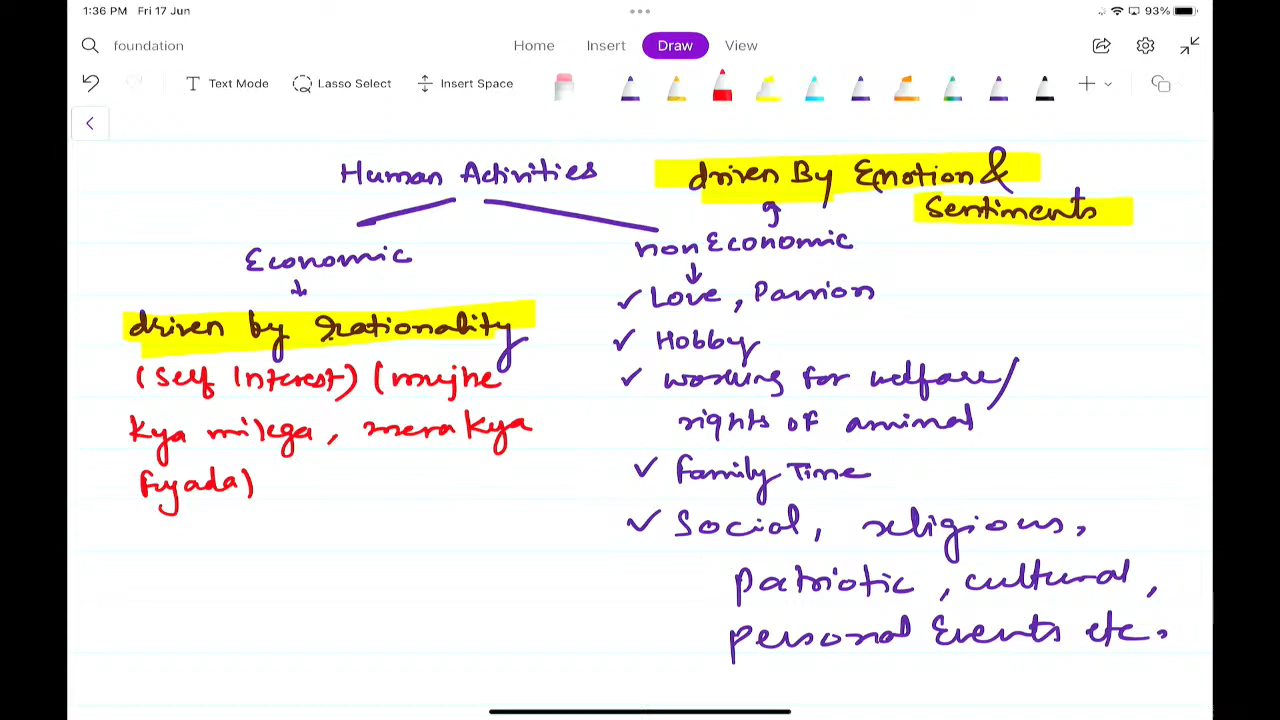 1:36 PM Fri 17 Jun
93%
foundation
Home Insert Draw View
Text Mode Lasso Select Insert Space
Human Activities
driven By Emotion &
Sentiments
Economic
non Economic
driven by rationality
(Self Interest) (mujhe
kya milega, mera kya
fyada)
✓ Love, Passion
✓ Hobby
✓ working for welfare/
rights of animal
✓ Family Time
✓ Social, religious,
patriotic, cultural,
personal Events etc.